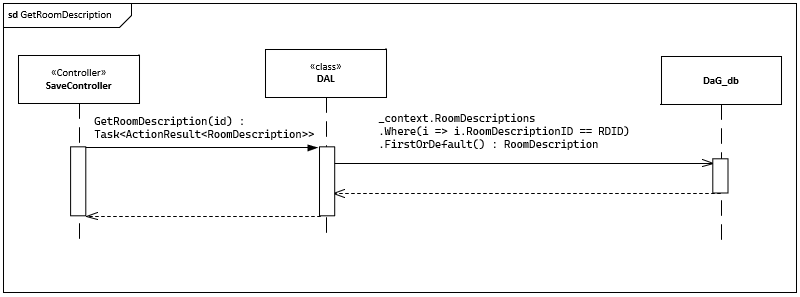 sd GetRoomDescription
«Controller»
SaveController
«class»
DAL
DaG_db
GetRoomDescription(id) :
Task<ActionResult<RoomDescription>>
_context.RoomDescriptions
.Where(i => i.RoomDescriptionID == RDID)
.FirstOrDefault() : RoomDescription